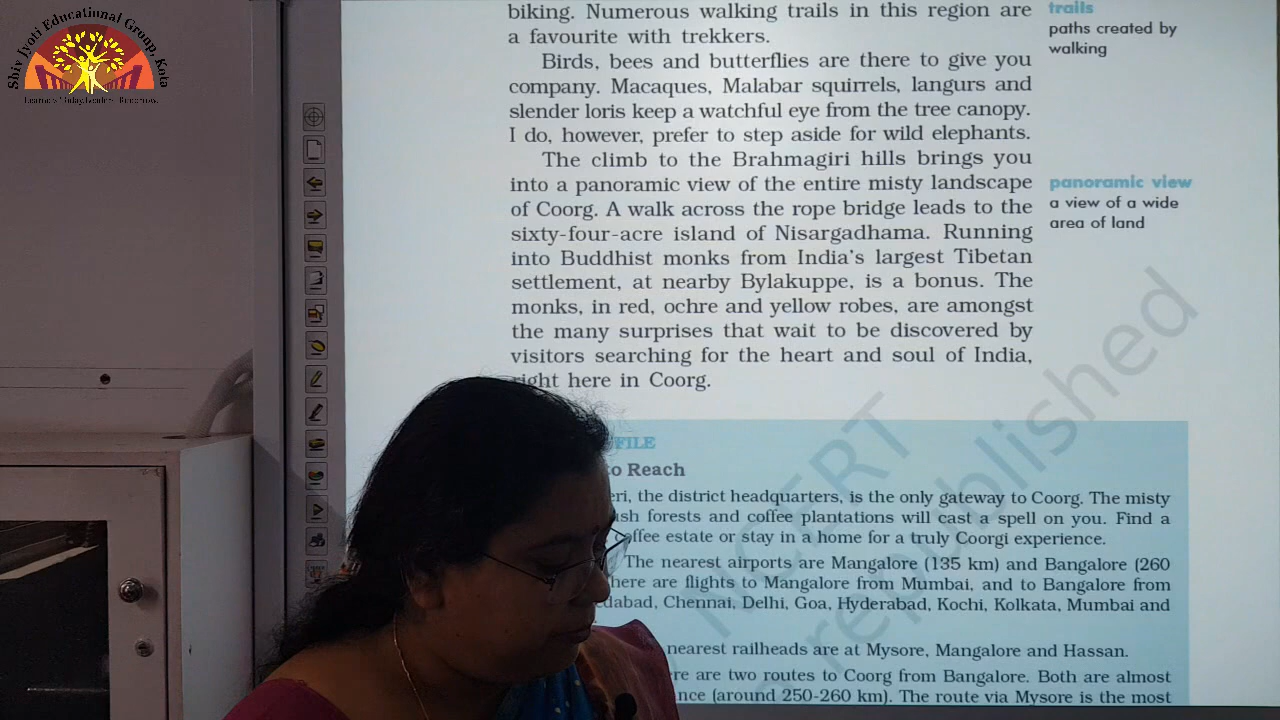 Shiv Jyoti Educational Group, Kota
biking. Numerous walking trails in this region are
a favourite with trekkers.
Birds, bees and butterflies are there to give you
company. Macaques, Malabar squirrels, langurs and
slender loris keep a watchful eye from the tree canopy.
I do, however, prefer to step aside for wild elephants.
The climb to the Brahmagiri hills brings you
into a panoramic view of the entire misty landscape
of Coorg. A walk across the rope bridge leads to the
sixty-four-acre island of Nisargadhama. Running
into Buddhist monks from India's largest Tibetan
settlement, at nearby Bylakuppe, is a bonus. The
monks, in red, ochre and yellow robes, are amongst
the many surprises that wait to be discovered by
visitors searching for the heart and soul of India,
right here in Coorg.
trails
paths created by
walking
panoramic view
a view of a wide
area of land
FILE
to Reach
eri, the district headquarters, is the only gateway to Coorg. The misty
ush forests and coffee plantations will cast a spell on you. Find a
offee estate or stay in a home for a truly Coorgi experience.
The nearest airports are Mangalore (135 km) and Bangalore (260
here are flights to Mangalore from Mumbai, and to Bangalore from
dabad, Chennai, Delhi, Goa, Hyderabad, Kochi, Kolkata, Mumbai and
nearest railheads are at Mysore, Mangalore and Hassan.
re are two routes to Coorg from Bangalore. Both are almost
nce (around 250-260 km). The route via Mysore is the most
NCERT
republished